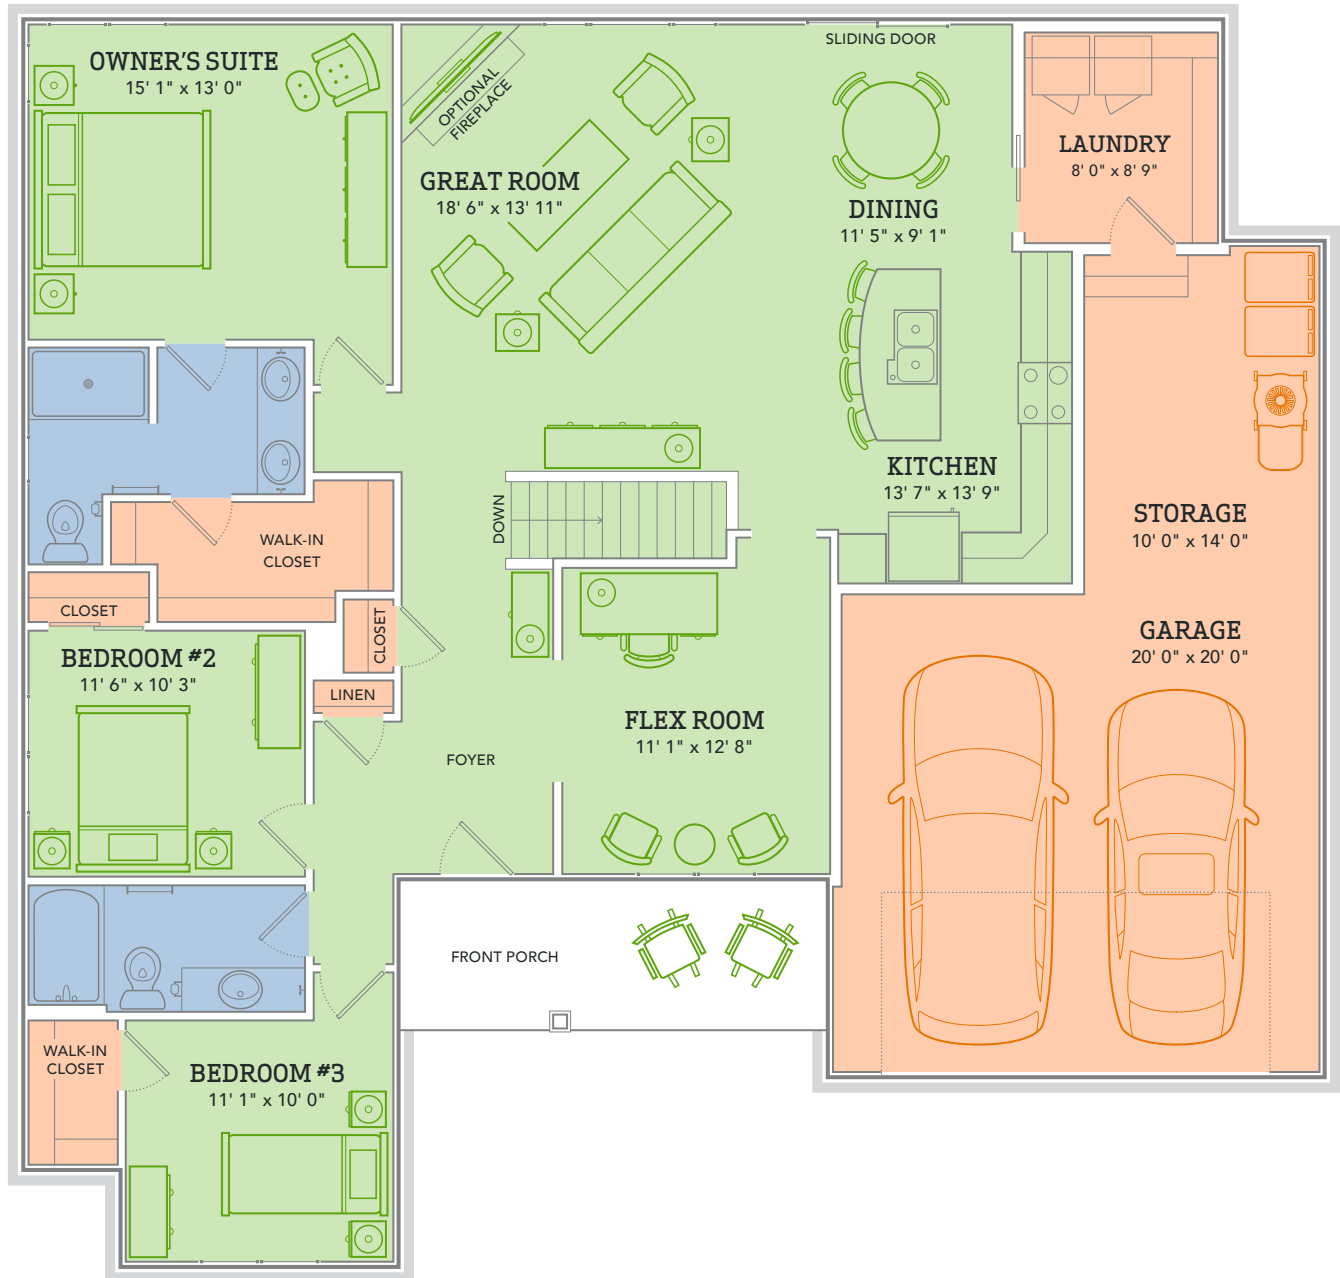 OWNER'S SUITE
15' 1" x 13' 0"
OPTIONAL
FIREPLACE
GREAT ROOM
18' 6" x 13' 11"
SLIDING DOOR
DINING
11' 5" x 9' 1"
LAUNDRY
8' 0" x 8' 9"
KITCHEN
13' 7" x 13' 9"
STORAGE
10' 0" x 14' 0"
DOWN
WALK-IN
CLOSET
CLOSET
CLOSET
BEDROOM #2
11' 6" x 10' 3"
LINEN
GARAGE
20' 0" x 20' 0"
FLEX ROOM
11' 1" x 12' 8"
FOYER
FRONT PORCH
WALK-IN
CLOSET
BEDROOM #3
11' 1" x 10' 0"